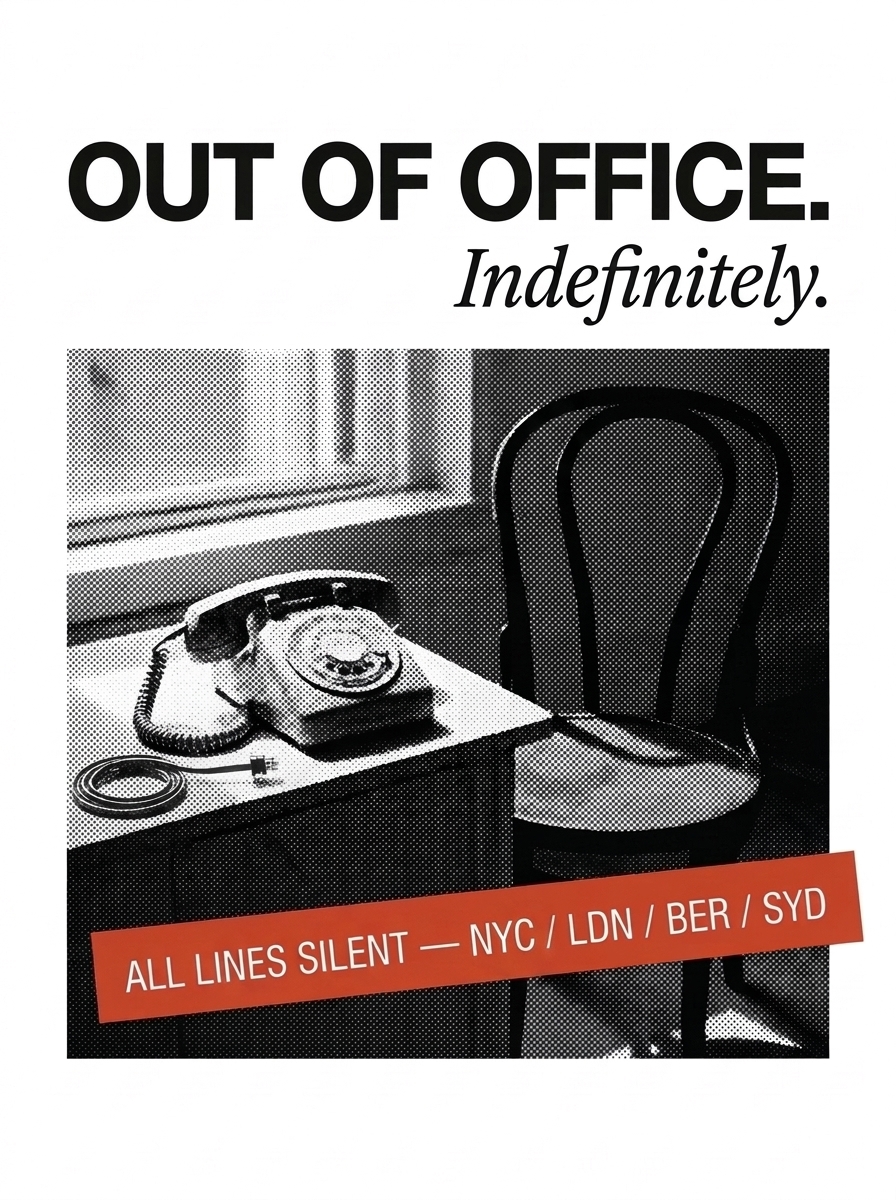 OUT OF OFFICE.
Indefinitely.
ALL LINES SILENT — NYC / LDN / BER / SYD